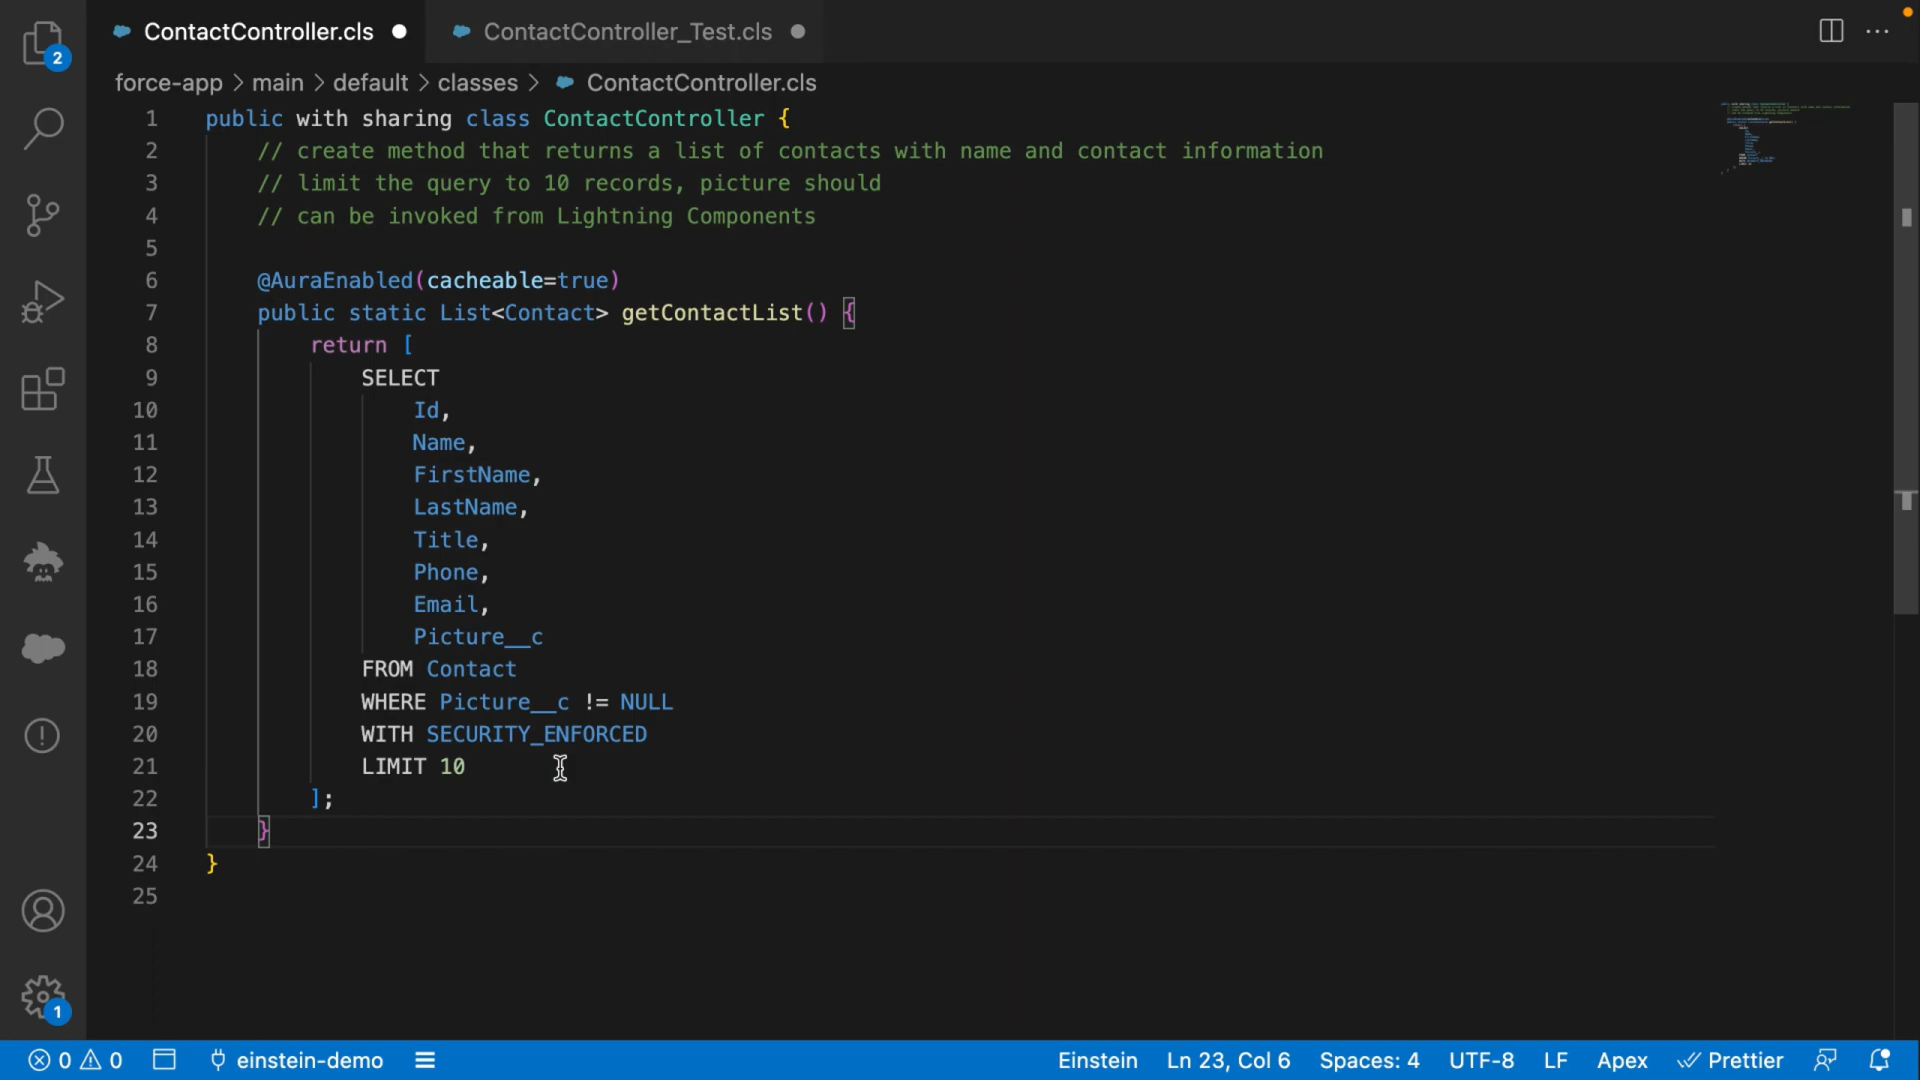 ContactController.cls
ContactController_Test.cls
2
force-app > main > default > classes > ContactController.cls
1 public with sharing class ContactController {
2 // create method that returns a list of contacts with name and contact information
3 // limit the query to 10 records, picture should
4 // can be invoked from Lightning Components
5
6 @AuraEnabled(cacheable=true)
7 public static List<Contact> getContactList() {
8 return [
9 SELECT
10 Id,
11 Name,
12 FirstName,
13 LastName,
14 Title,
15 Phone,
16 Email,
17 Picture__c
18 FROM Contact
19 WHERE Picture__c != NULL
20 WITH SECURITY_ENFORCED
21 LIMIT 10
22 ];
23 }
24 }
25
1
0 0 einstein-demo Einstein Ln 23, Col 6 Spaces: 4 UTF-8 LF Apex Prettier